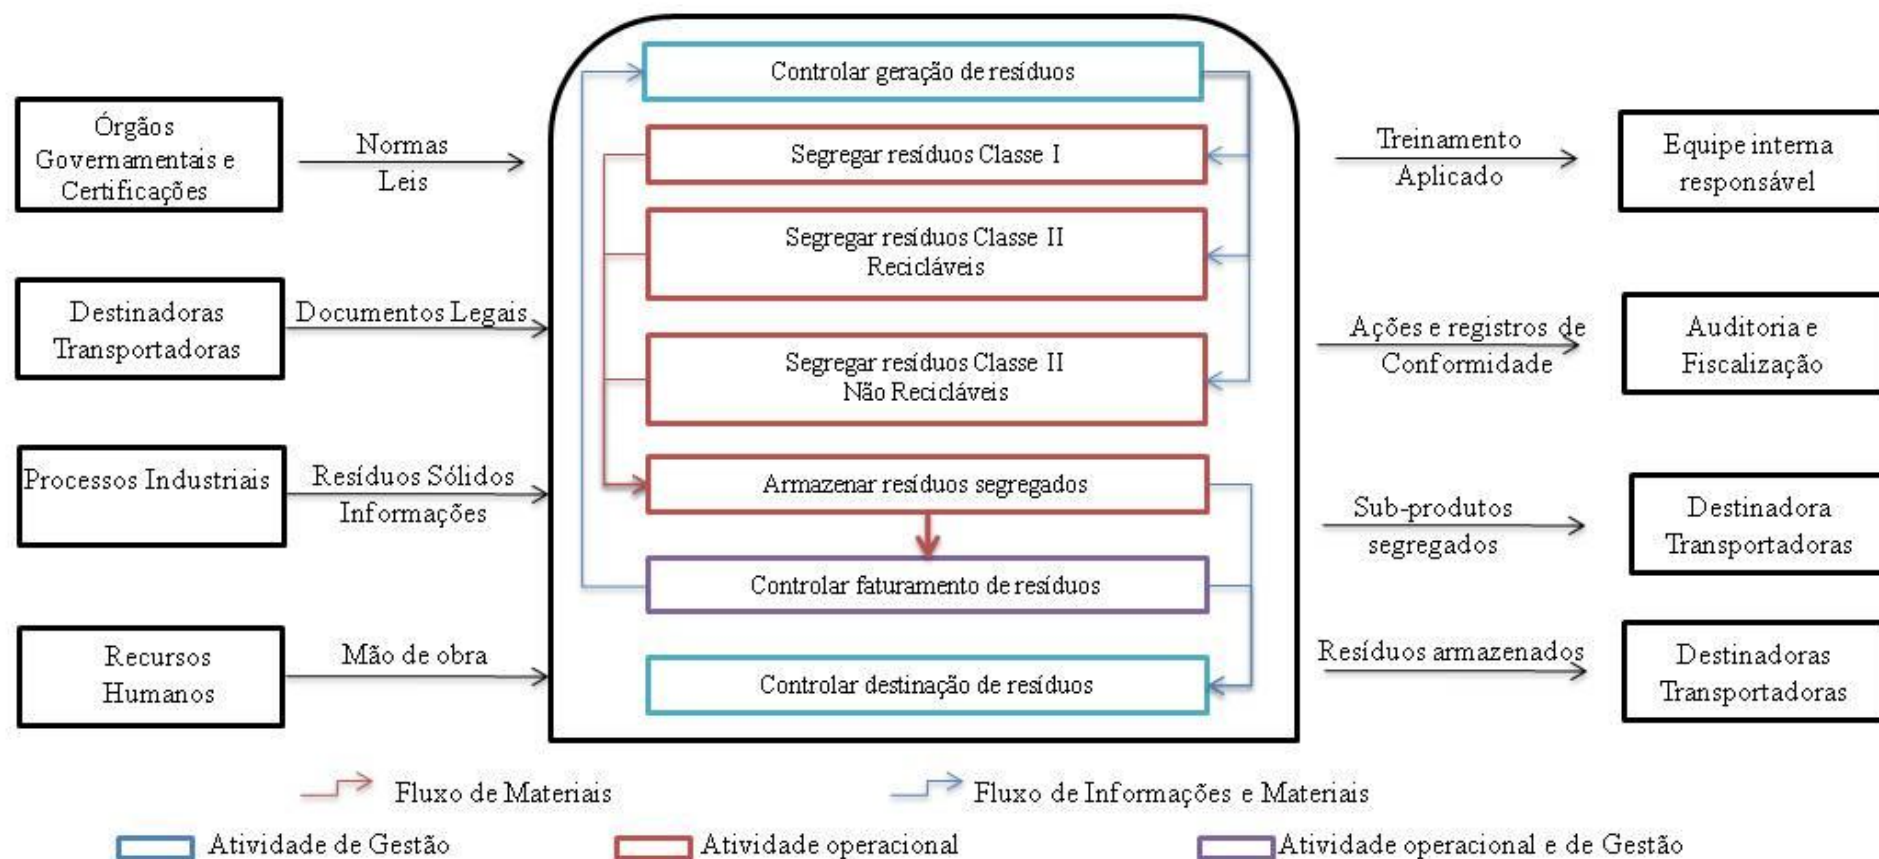 Órgãos
Governamentais e
Certificações
Normas
Leis
Destinadoras
Transportadoras
Documentos Legais
Processos Industriais
Resíduos Sólidos
Informações
Recursos
Humanos
Mão de obra
Controlar geração de resíduos
Segregar resíduos Classe I
Segregar resíduos Classe II
Recicláveis
Segregar resíduos Classe II
Não Recicláveis
Armazenar resíduos segregados
Controlar faturamento de resíduos
Controlar destinação de resíduos
Treinamento
Aplicado
Equipe interna
responsável
Ações e registros de
Conformidade
Auditoria e
Fiscalização
Sub-produtos
segregados
Destinadora
Transportadoras
Resíduos armazenados
Destinadoras
Transportadoras
Fluxo de Materiais
Fluxo de Informações e Materiais
Atividade de Gestão
Atividade operacional
Atividade operacional e de Gestão